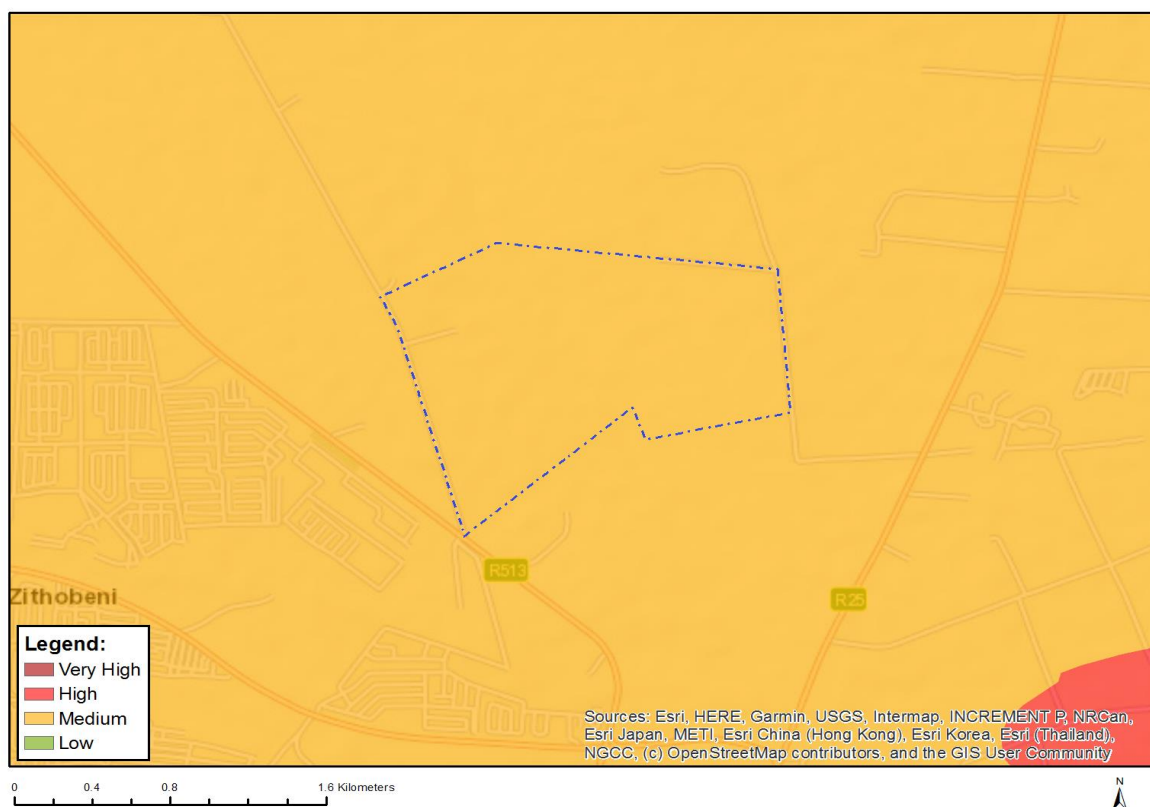 R513
Zithobeni
R25
Legend:
Very High
High
Medium
Low
Sources: Esri, HERE, Garmin, USGS, Intermap, INCREMENT P, NRCan,
Esri Japan, METI, Esri China (Hong Kong), Esri Korea, Esri (Thailand),
NGCC, (c) OpenStreetMap contributors, and the GIS User Community
0 0.4 0.8 1.6 Kilometers
N